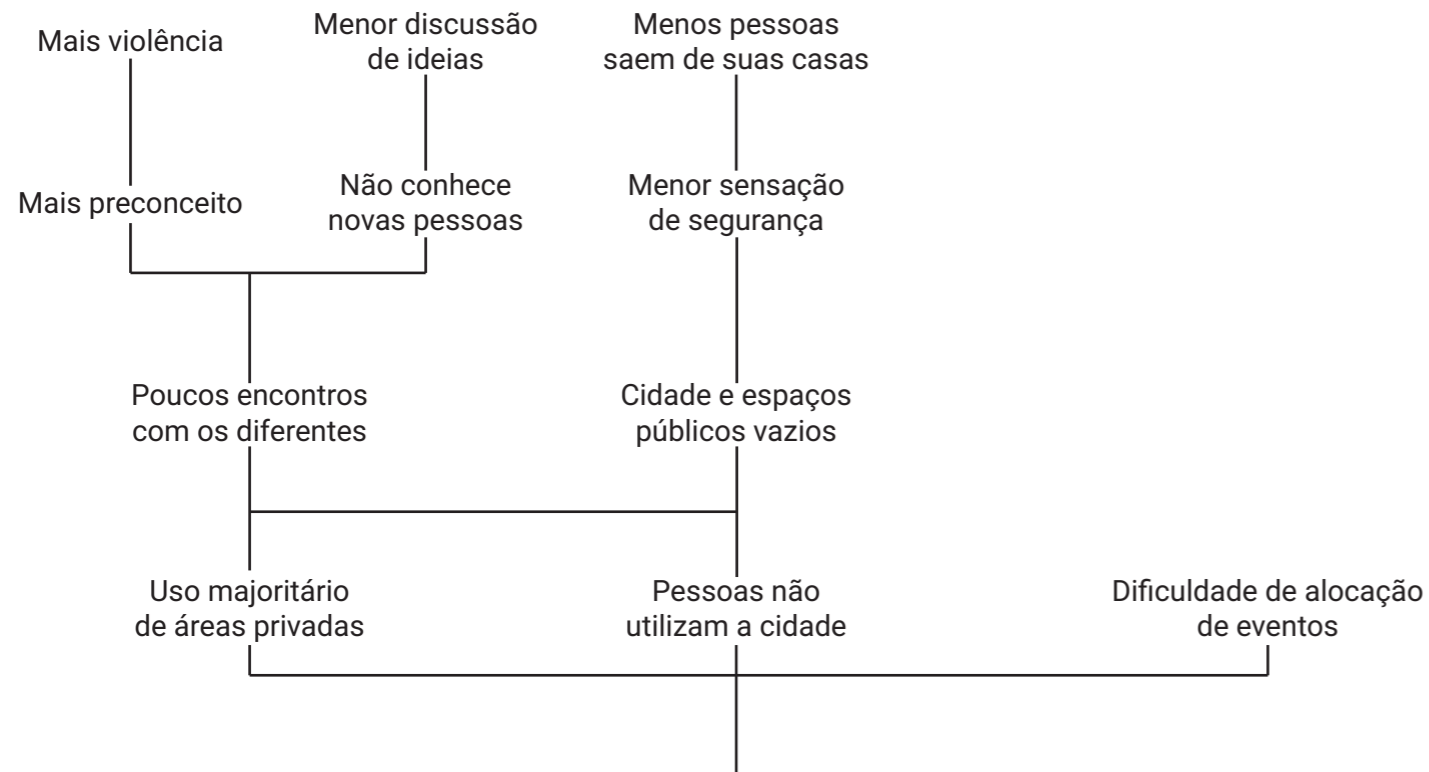 Mais violência
Menor discussão
de ideias
Menos pessoas
saem de suas casas
Mais preconceito
Não conhece
novas pessoas
Menor sensação
de segurança
Poucos encontros
com os diferentes
Cidade e espaços
públicos vazios
Uso majoritário
de áreas privadas
Pessoas não
utilizam a cidade
Dificuldade de alocação
de eventos